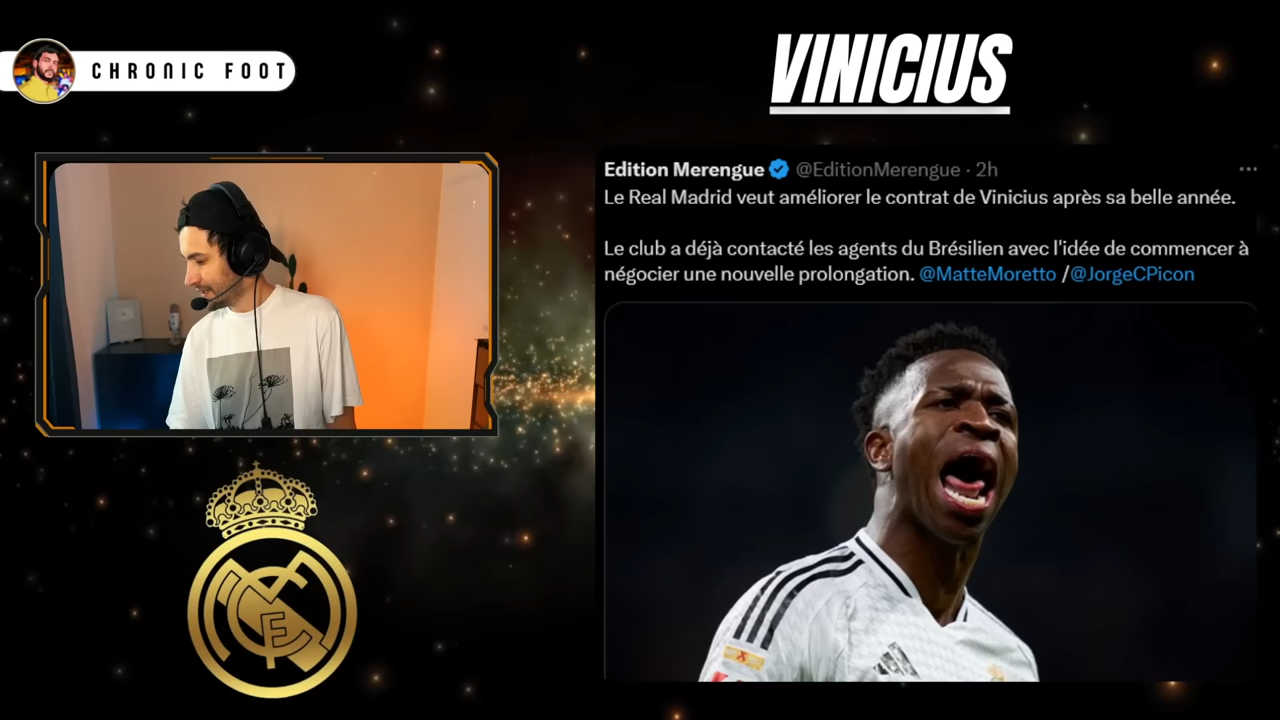 CHRONIC FOOT
VINICIUS
Edition Merengue @EditionMerengue · 2h
Le Real Madrid veut améliorer le contrat de Vinicius après sa belle année.
Le club a déjà contacté les agents du Brésilien avec l'idée de commencer à
négocier une nouvelle prolongation. @MatteMoretto /@JorgeCPicon